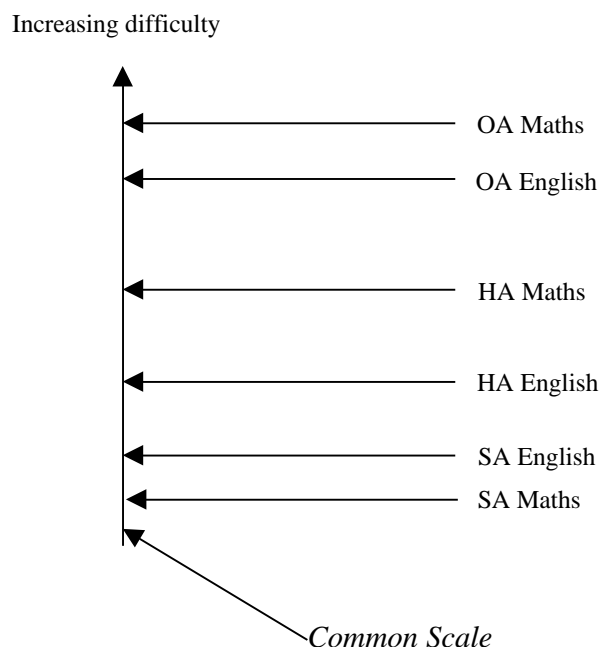 Increasing difficulty
OA Maths
OA English
HA Maths
HA English
SA English
SA Maths
Common Scale